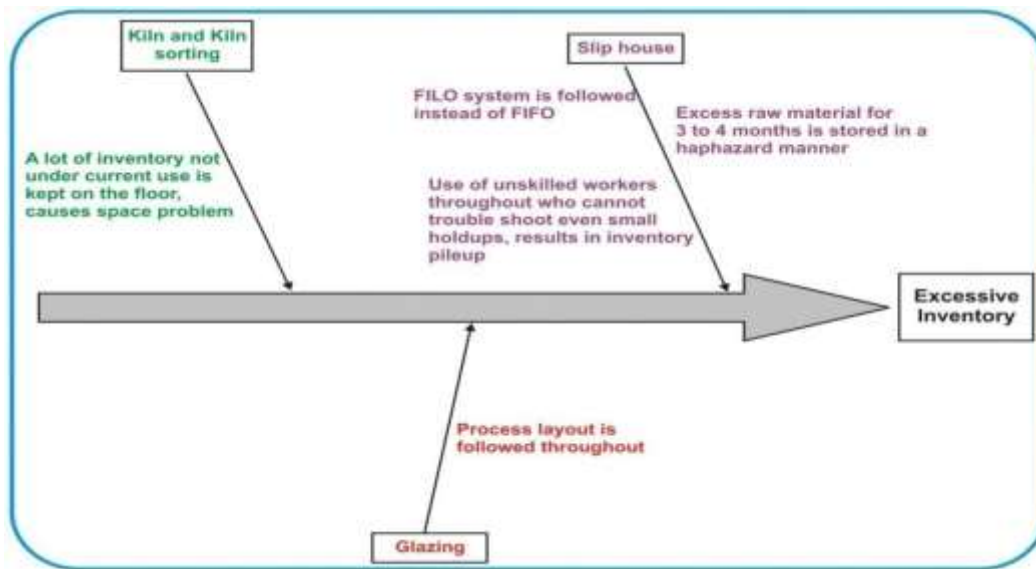 Kiln and Kiln
sorting
Slip house
FILO system is followed
instead of FIFO
Excess raw material for
3 to 4 months is stored in a
haphazard manner
A lot of inventory not
under current use is
kept on the floor,
causes space problem
Use of unskilled workers
throughout who cannot
trouble shoot even small
holdups, results in inventory
pileup
Excessive
Inventory
Process layout is
followed throughout
Glazing